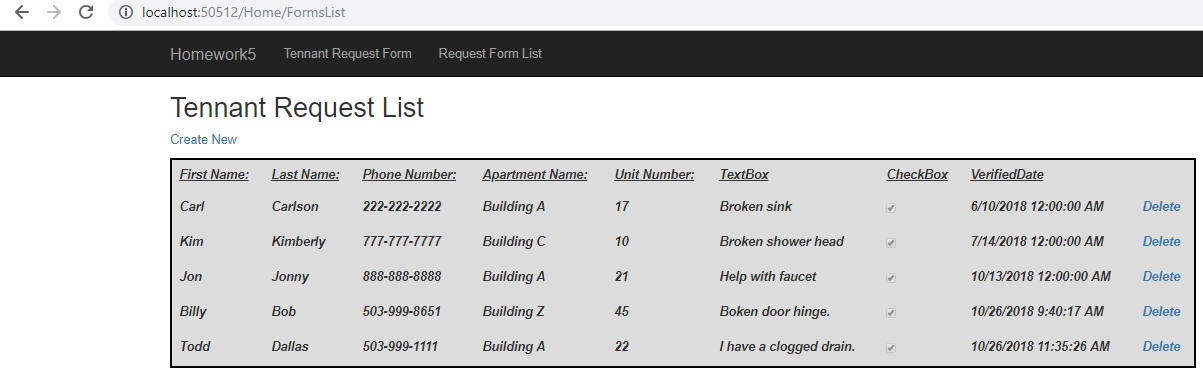 localhost:50512/Home/FormsList
Homework5 Tennant Request Form Request Form List
Tennant Request List
Create New
First Name: Last Name: Phone Number: Apartment Name: Unit Number: TextBox CheckBox VerifiedDate
Carl Carlson 222-222-2222 Building A 17 Broken sink 6/10/2018 12:00:00 AM Delete
Kim Kimberly 777-777-7777 Building C 10 Broken shower head 7/14/2018 12:00:00 AM Delete
Jon Jonny 888-888-8888 Building A 21 Help with faucet 10/13/2018 12:00:00 AM Delete
Billy Bob 503-999-8651 Building Z 45 Boken door hinge. 10/26/2018 9:40:17 AM Delete
Todd Dallas 503-999-1111 Building A 22 I have a clogged drain. 10/26/2018 11:35:26 AM Delete